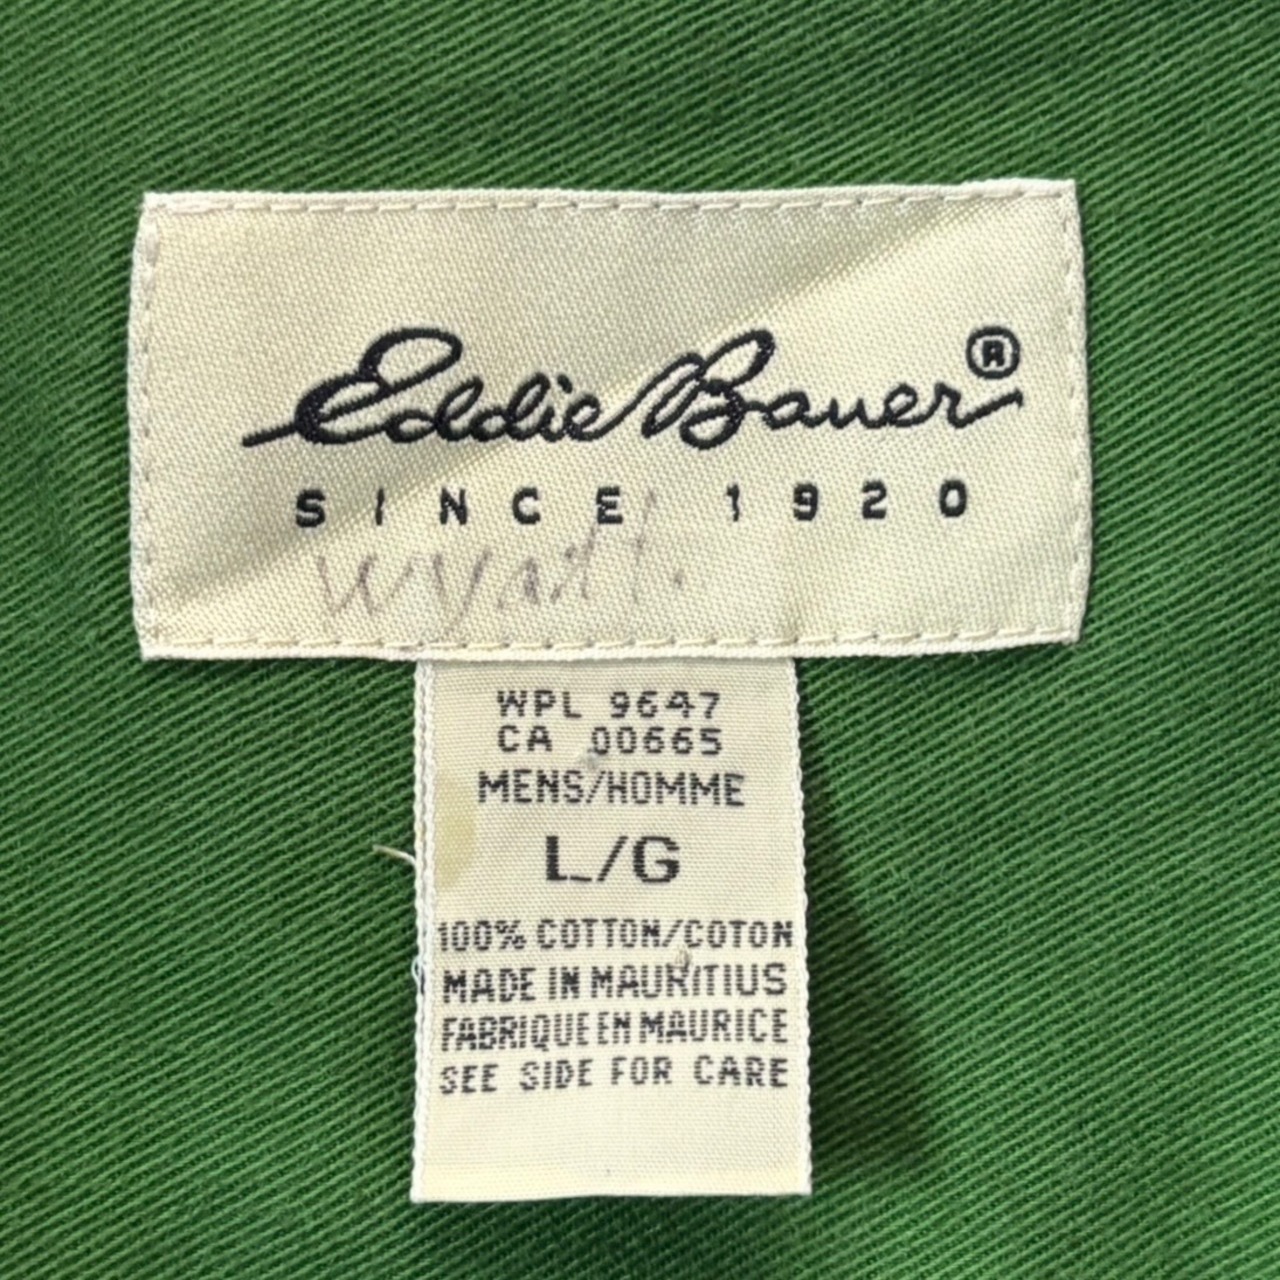 Eddie Bauer®
SINCE 1920
Wyatt.
WPL 9647
CA 00665
MENS/HOMME
L/G
100% COTTON/COTON
MADE IN MAURITIUS
FABRIQUE EN MAURICE
SEE SIDE FOR CARE